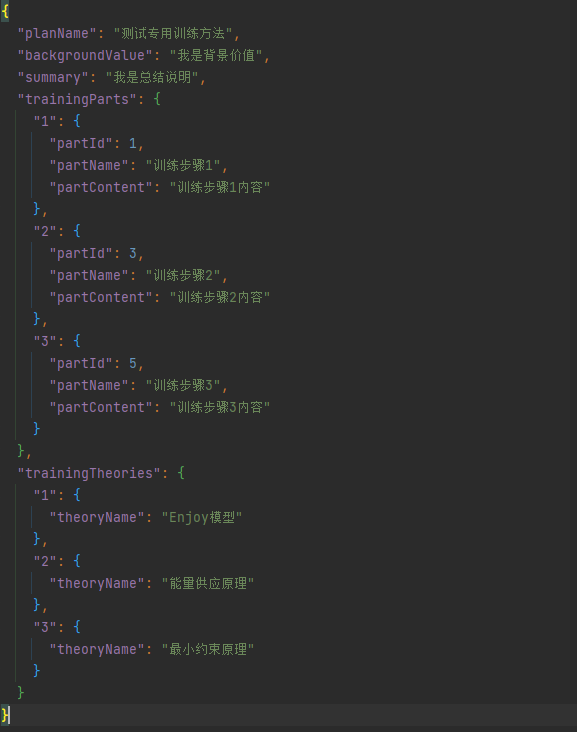 {
  "planName": "测试专用训练方法",
  "backgroundValue": "我是背景价值",
  "summary": "我是总结说明",
  "trainingParts": {
    "1": {
      "partId": 1,
      "partName": "训练步骤1",
      "partContent": "训练步骤1内容"
    },
    "2": {
      "partId": 3,
      "partName": "训练步骤2",
      "partContent": "训练步骤2内容"
    },
    "3": {
      "partId": 5,
      "partName": "训练步骤3",
      "partContent": "训练步骤3内容"
    }
  },
  "trainingTheories": {
    "1": {
      "theoryName": "Enjoy模型"
    },
    "2": {
      "theoryName": "能量供应原理"
    },
    "3": {
      "theoryName": "最小约束原理"
    }
  }
}